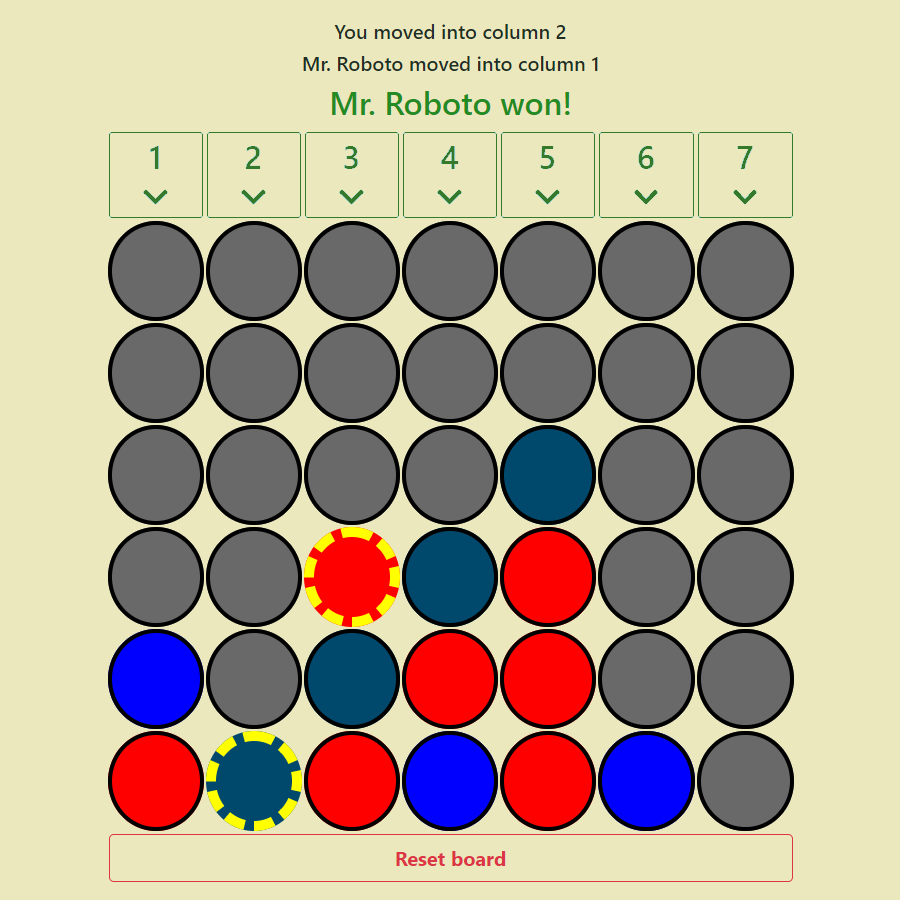 You moved into column 2
Mr. Roboto moved into column 1
Mr. Roboto won!
1 2 3 4 5 6 7
Reset board